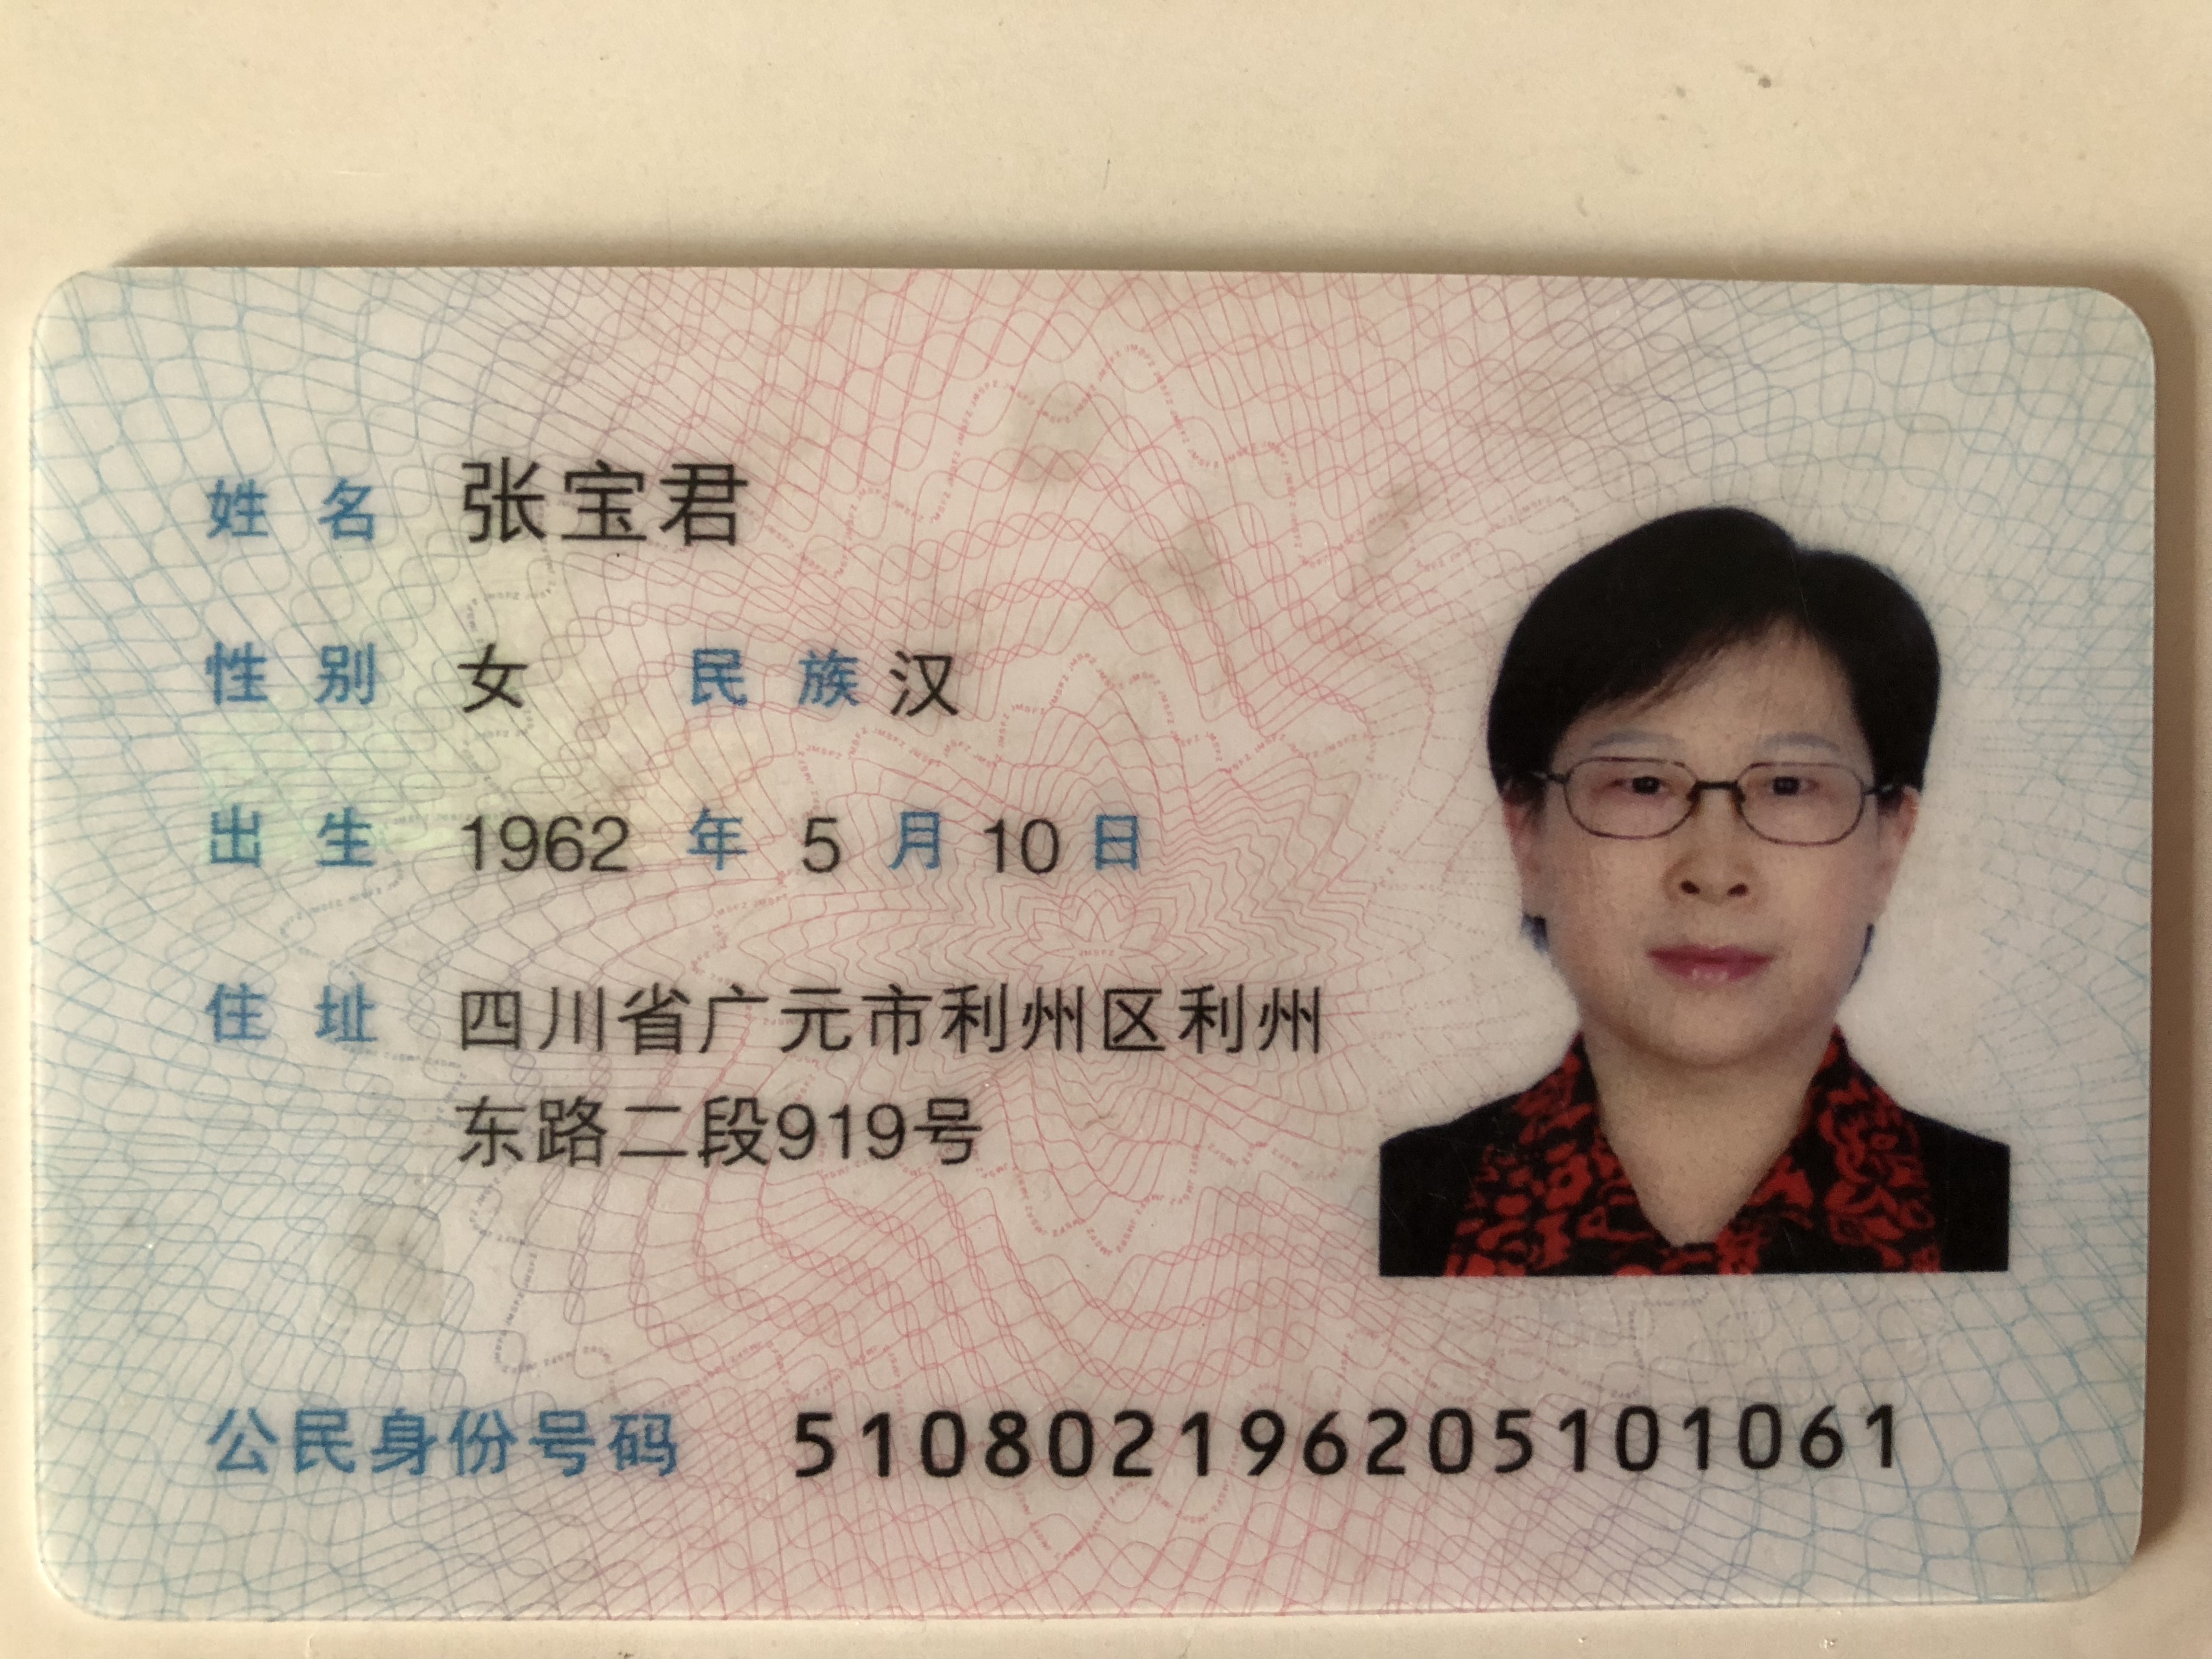 姓名 张宝君
性别 女 民族 汉
出生 1962 年 5 月 10 日
住址 四川省广元市利州区利州
东路二段919号
公民身份号码 510802196205101061